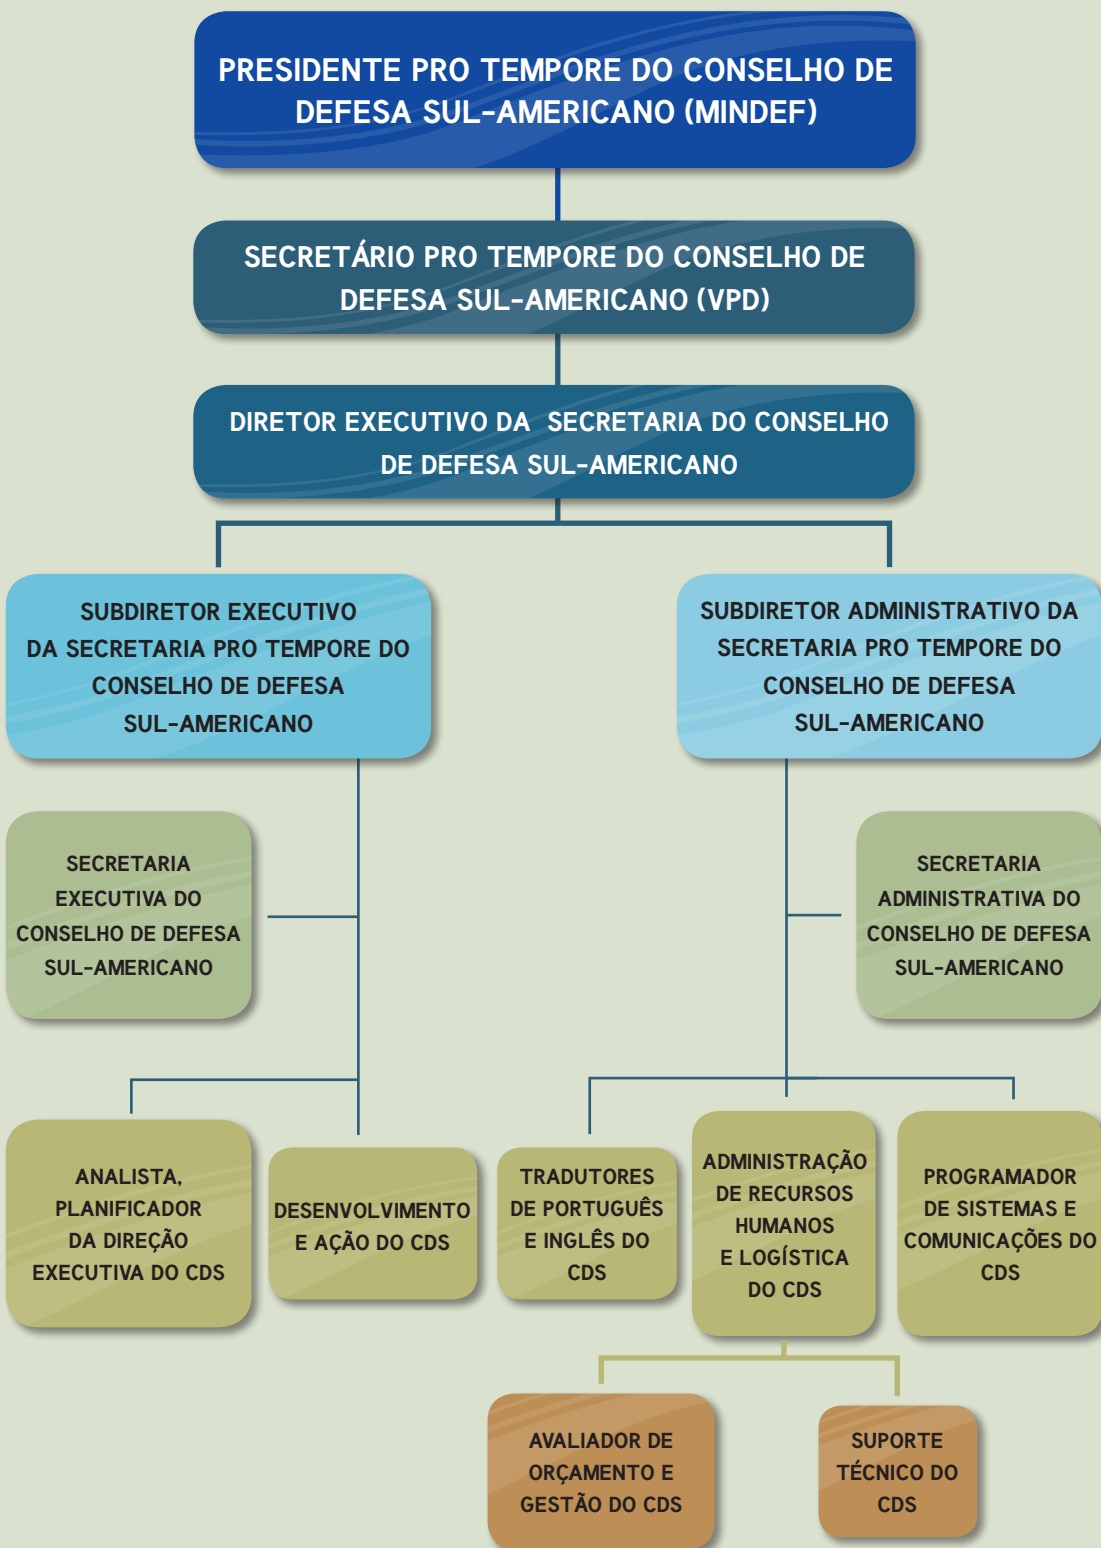 PRESIDENTE PRO TEMPORE DO CONSELHO DE
DEFESA SUL-AMERICANO (MINDEF)
SECRETÁRIO PRO TEMPORE DO CONSELHO DE
DEFESA SUL-AMERICANO (VPD)
DIRETOR EXECUTIVO DA SECRETARIA DO CONSELHO
DE DEFESA SUL-AMERICANO
SUBDIRETOR EXECUTIVO
DA SECRETARIA PRO TEMPORE DO
CONSELHO DE DEFESA
SUL-AMERICANO
SUBDIRETOR ADMINISTRATIVO DA
SECRETARIA PRO TEMPORE DO
CONSELHO DE DEFESA
SUL-AMERICANO
SECRETARIA
EXECUTIVA DO
CONSELHO DE DEFESA
SUL-AMERICANO
SECRETARIA
ADMINISTRATIVA DO
CONSELHO DE DEFESA
SUL-AMERICANO
ANALISTA,
PLANIFICADOR
DA DIREÇÃO
EXECUTIVA DO CDS
DESENVOLVIMENTO
E AÇÃO DO CDS
TRADUTORES
DE PORTUGUÊS
E INGLÊS DO
CDS
ADMINISTRAÇÃO
DE RECURSOS
HUMANOS
E LOGÍSTICA
DO CDS
PROGRAMADOR
DE SISTEMAS E
COMUNICAÇÕES DO
CDS
AVALIADOR DE
ORÇAMENTO E
GESTÃO DO CDS
SUPORTE
TÉCNICO DO
CDS